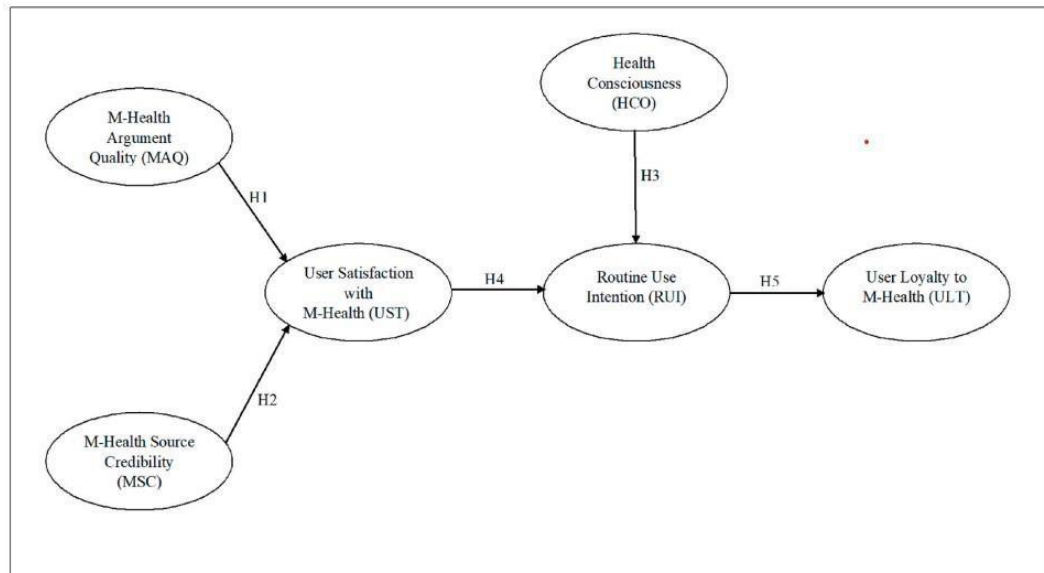 Health
Consciousness
(HCO)
M-Health
Argument
Quality (MAQ)
H3
H1
User Satisfaction
with
M-Health (UST)
H4
Routine Use
Intention (RUI)
H5
User Loyalty to
M-Health (ULT)
H2
M-Health Source
Credibility
(MSC)